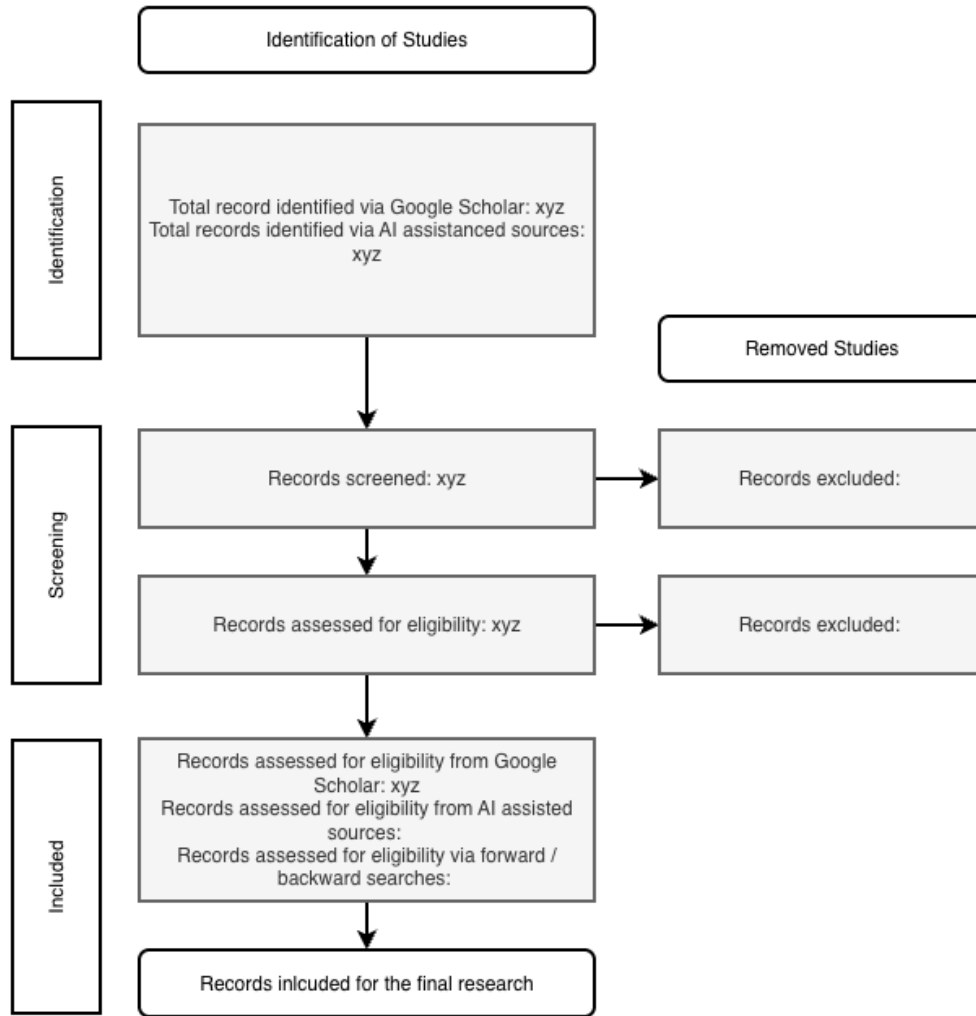 Identification of Studies
Identification
Total record identified via Google Scholar: xyz
Total records identified via AI assistanced sources:
xyz
Removed Studies
Screening
Records screened: xyz
Records excluded:
Records assessed for eligibility: xyz
Records excluded:
Included
Records assessed for eligibility from Google
Scholar: xyz
Records assessed for eligibility from AI assisted
sources:
Records assessed for eligibility via forward /
backward searches:
Records inlcuded for the final research